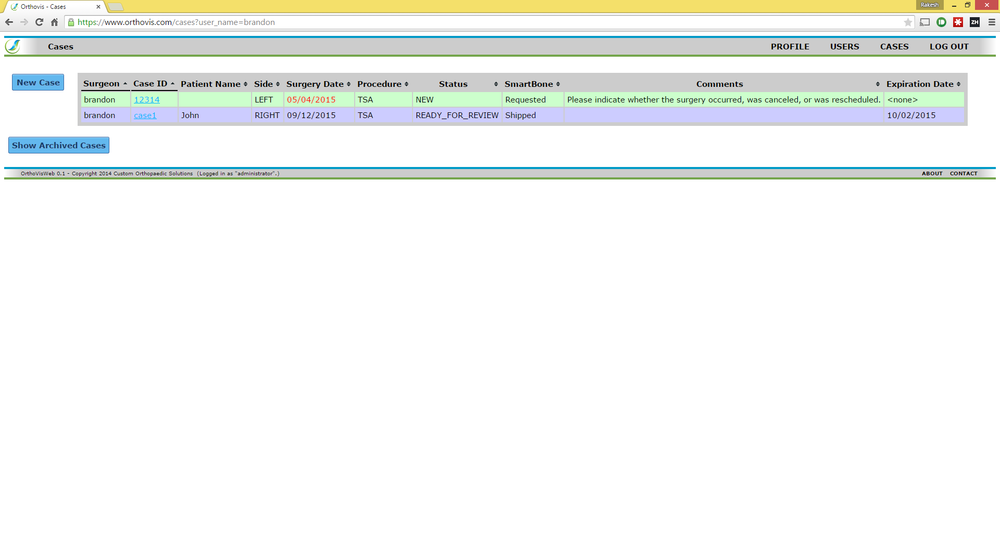 Orthovis - Cases
Rakesh
https://www.orthovis.com/cases?user_name=brandon
ZH
Cases PROFILE USERS CASES LOG OUT
New Case
Surgeon Case ID Patient Name Side Surgery Date Procedure Status SmartBone Comments Expiration Date
brandon 12314 LEFT 05/04/2015 TSA NEW Requested Please indicate whether the surgery occurred, was canceled, or was rescheduled. <none>
brandon case1 John RIGHT 09/12/2015 TSA READY_FOR_REVIEW Shipped 10/02/2015
Show Archived Cases
OrthoVisWeb 0.1 - Copyright 2014 Custom Orthopaedic Solutions (Logged in as "administrator".) ABOUT CONTACT